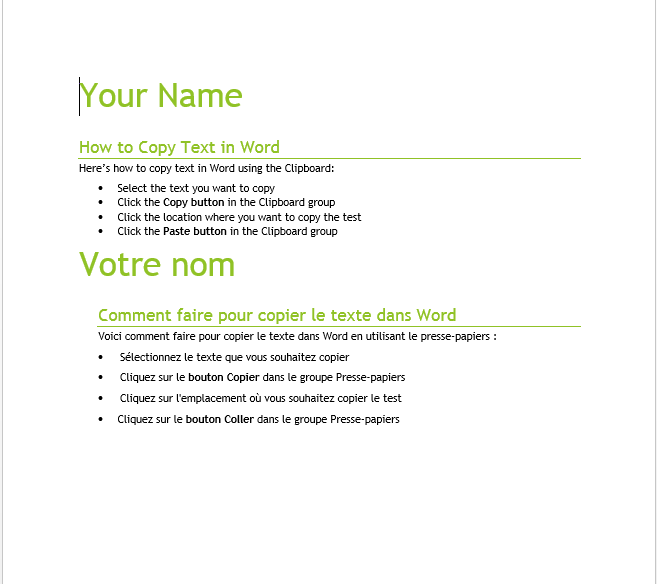 Your Name
How to Copy Text in Word
Here’s how to copy text in Word using the Clipboard:
• Select the text you want to copy
• Click the Copy button in the Clipboard group
• Click the location where you want to copy the test
• Click the Paste button in the Clipboard group
Votre nom
Comment faire pour copier le texte dans Word
Voici comment faire pour copier le texte dans Word en utilisant le presse-papiers :
• Sélectionnez le texte que vous souhaitez copier
• Cliquez sur le bouton Copier dans le groupe Presse-papiers
• Cliquez sur l'emplacement où vous souhaitez copier le test
• Cliquez sur le bouton Coller dans le groupe Presse-papiers